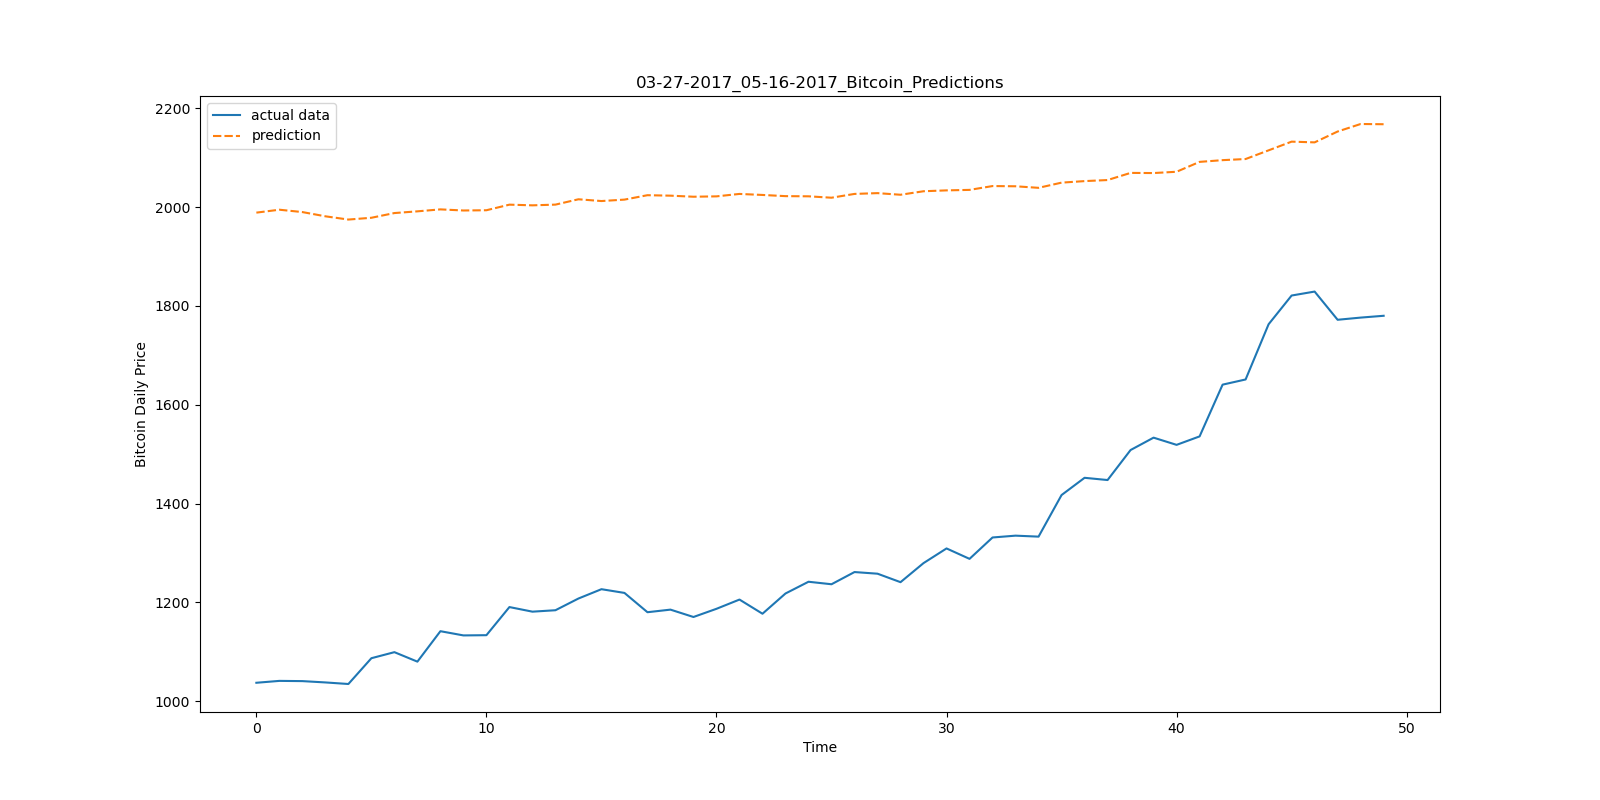 03-27-2017_05-16-2017_Bitcoin_Predictions
actual data
prediction
2200
2000
1800
1600
1400
1200
1000
Bitcoin Daily Price
0 10 20 30 40 50
Time